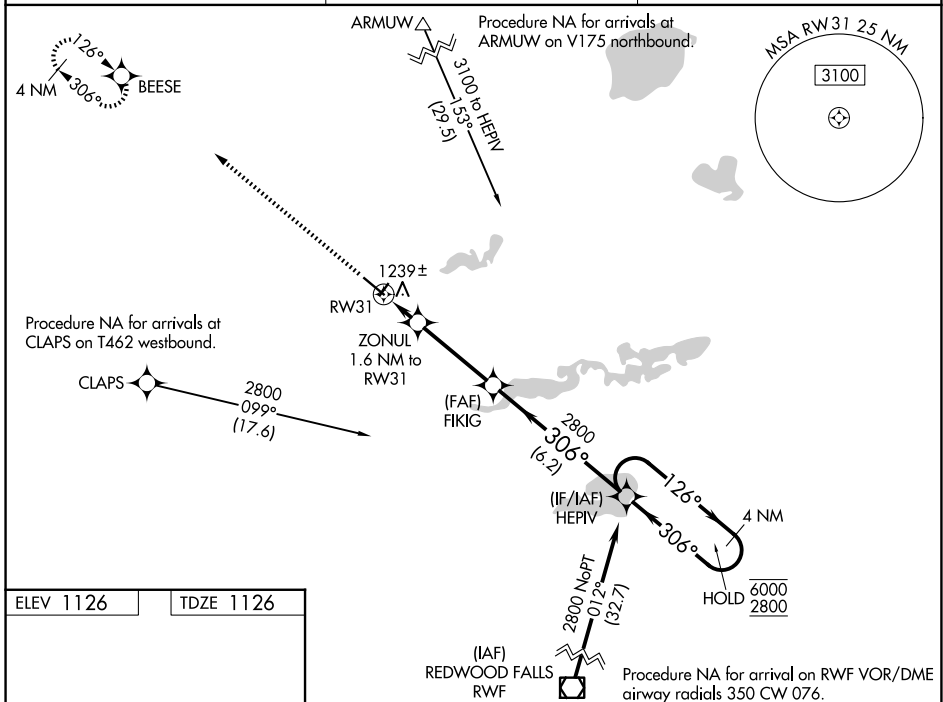 ARMUW
Procedure NA for arrivals at
ARMUW on V175 northbound.
3100 to HEPIV
153°
(29.5)
MSA RW 31 25 NM
3100
126°
306°
4 NM
BEESE
1239±
RW31
ZONUL
1.6 NM to
RW31
Procedure NA for arrivals at
CLAPS on T462 westbound.
CLAPS
2800
099°
(17.6)
(FAF)
FIKIG
2800
306°
(6.2)
(IF/IAF)
HEPIV
126°
306°
4 NM
HOLD
6000
2800
2800 NoPT
012°
(32.7)
ELEV 1126
TDZE 1126
(IAF)
REDWOOD FALLS
RWF
Procedure NA for arrival on RWF VOR/DME
airway radials 350 CW 076.